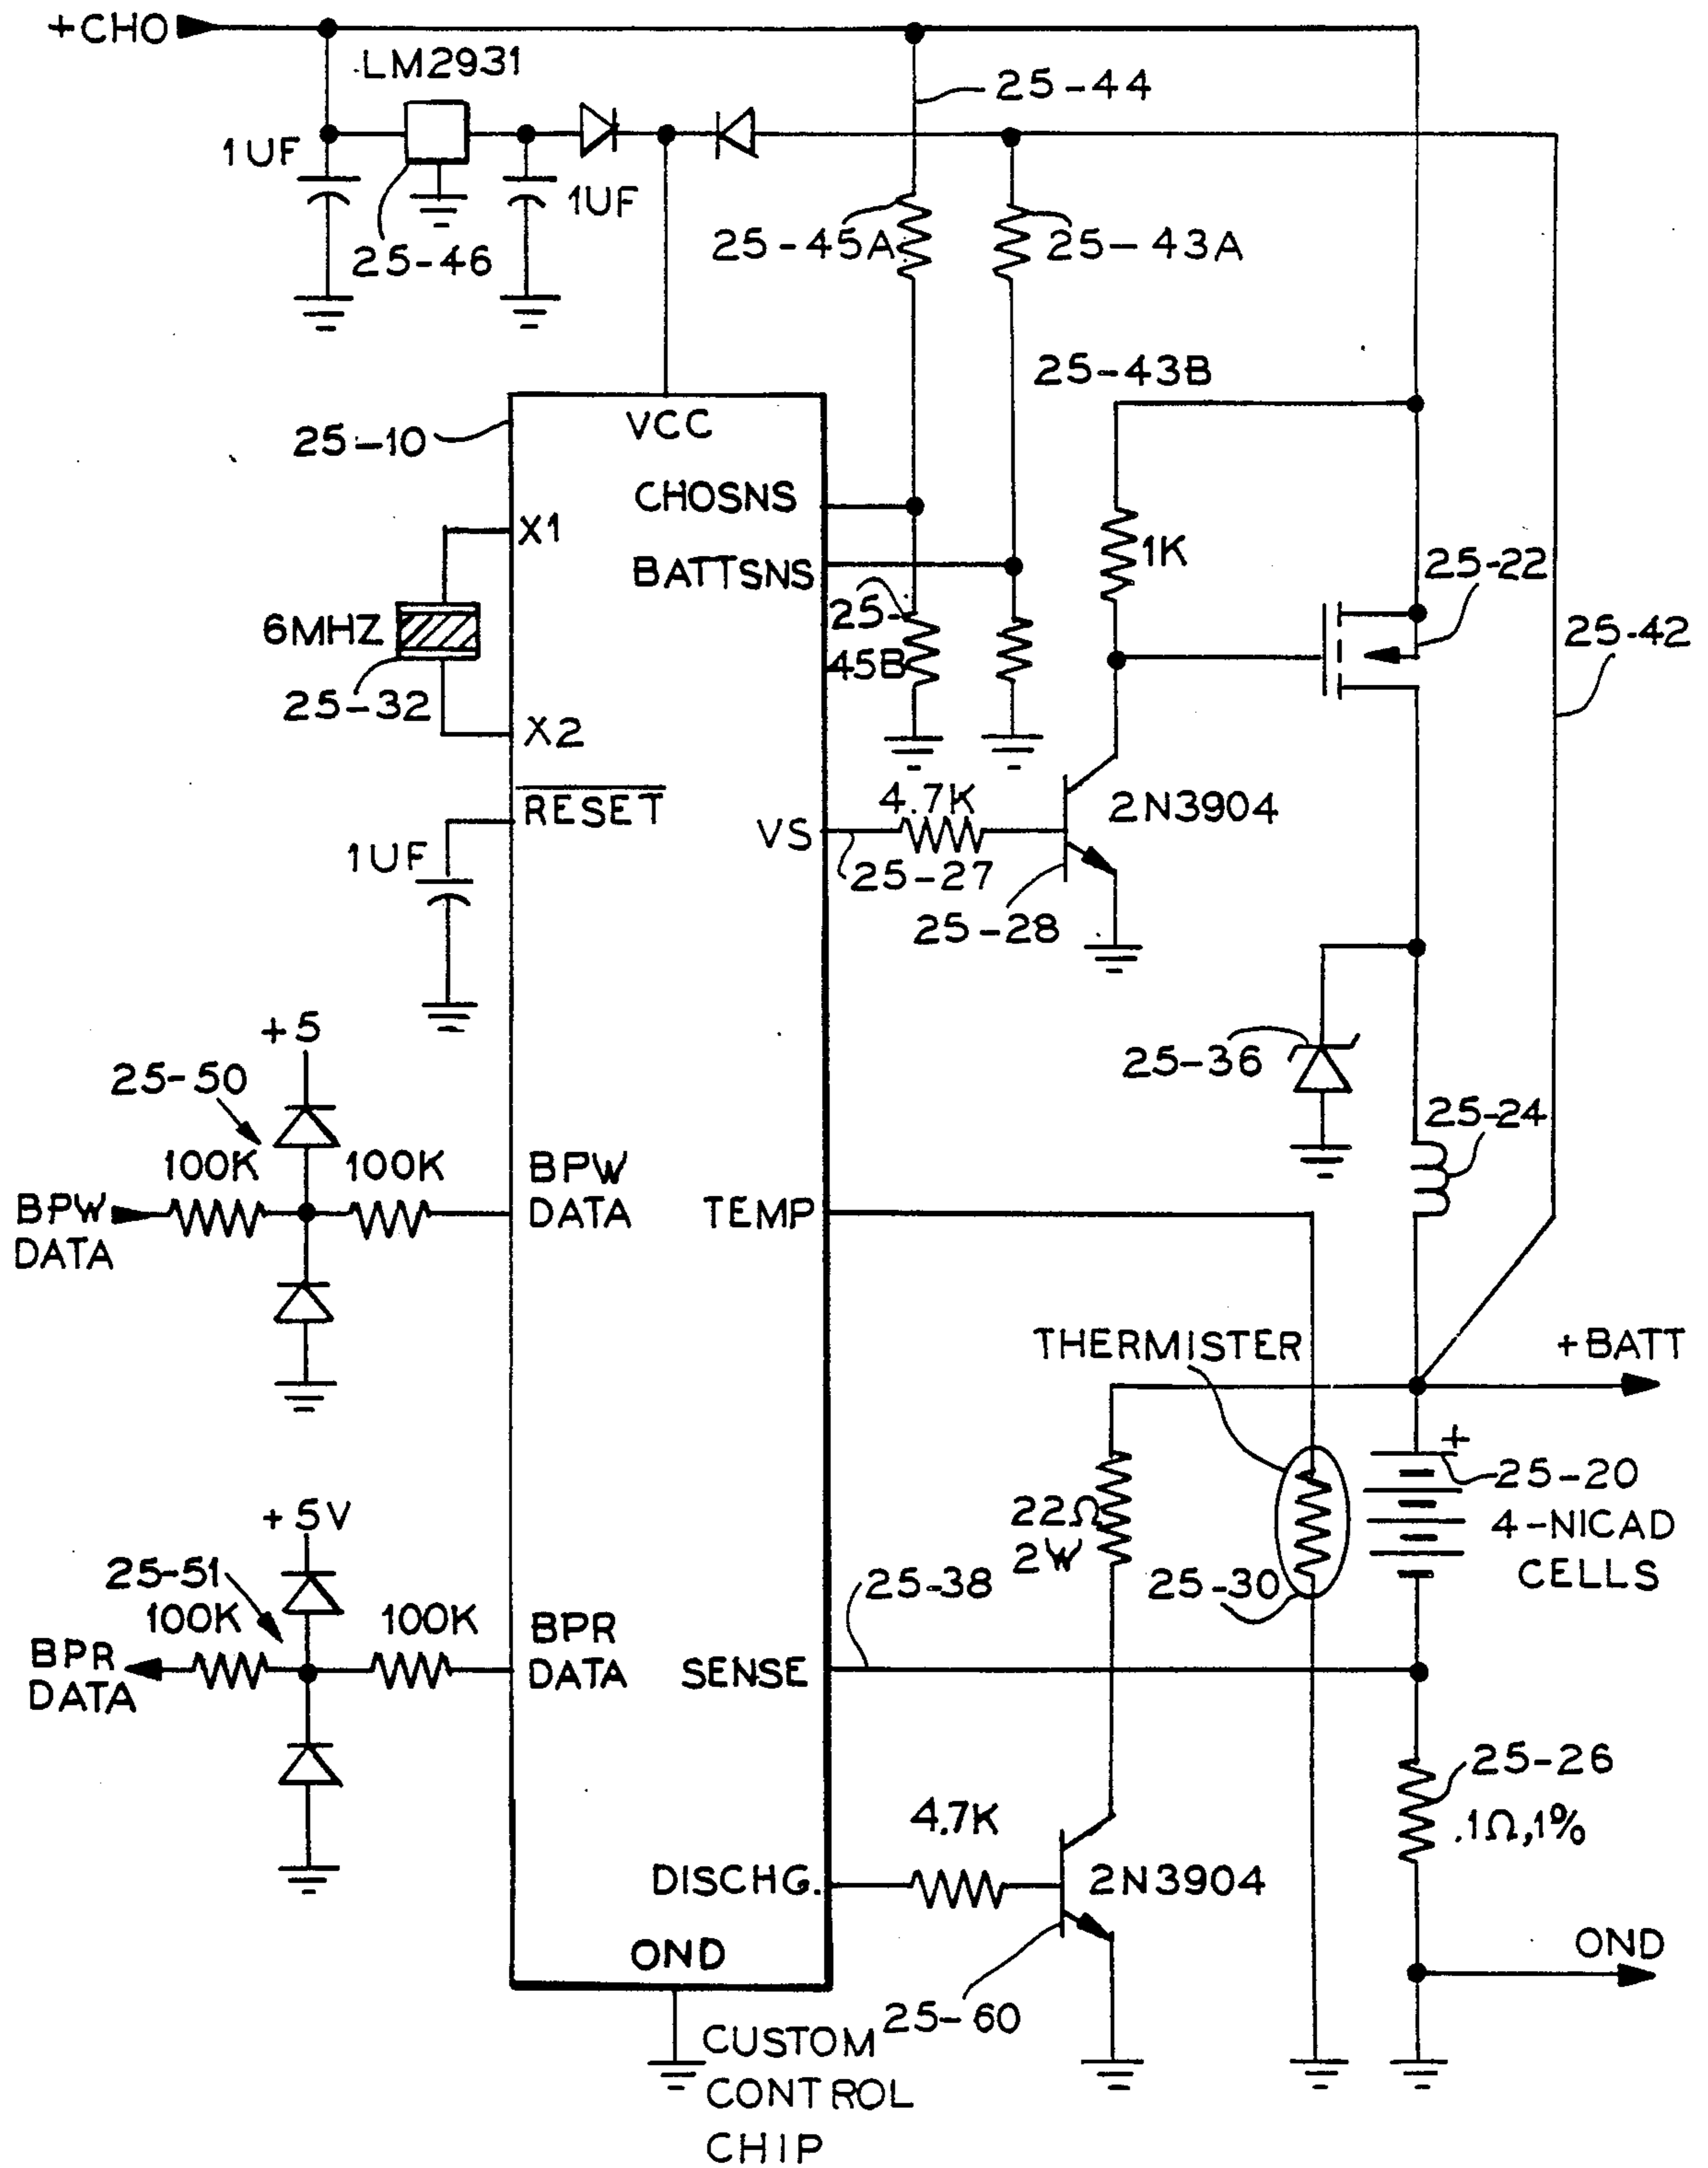 +CHO
LM2931
25-44
1UF
1UF
25-46
25-45A
25-43A
25-43B
25-10
VCC
CHOSNS
X1
BATTSNS
1K
25-22
25-
45B
6MHZ
25-42
25-32
X2
RESET
4.7K
2N3904
VS
1UF
25-27
25-28
+5
25-36
25-50
25-24
100K
100K
BPW
DATA
BPW
DATA
TEMP
THERMISTER
+BATT
+
25-20
4-NICAD
CELLS
22Ω
2W
+5V
25-51
25-38
25-30
100K
100K
BPR
DATA
BPR
DATA
SENSE
25-26
.1Ω,1%
4.7K
DISCHG.
2N3904
OND
OND
25-60
CUSTOM
CONTROL
CHIP